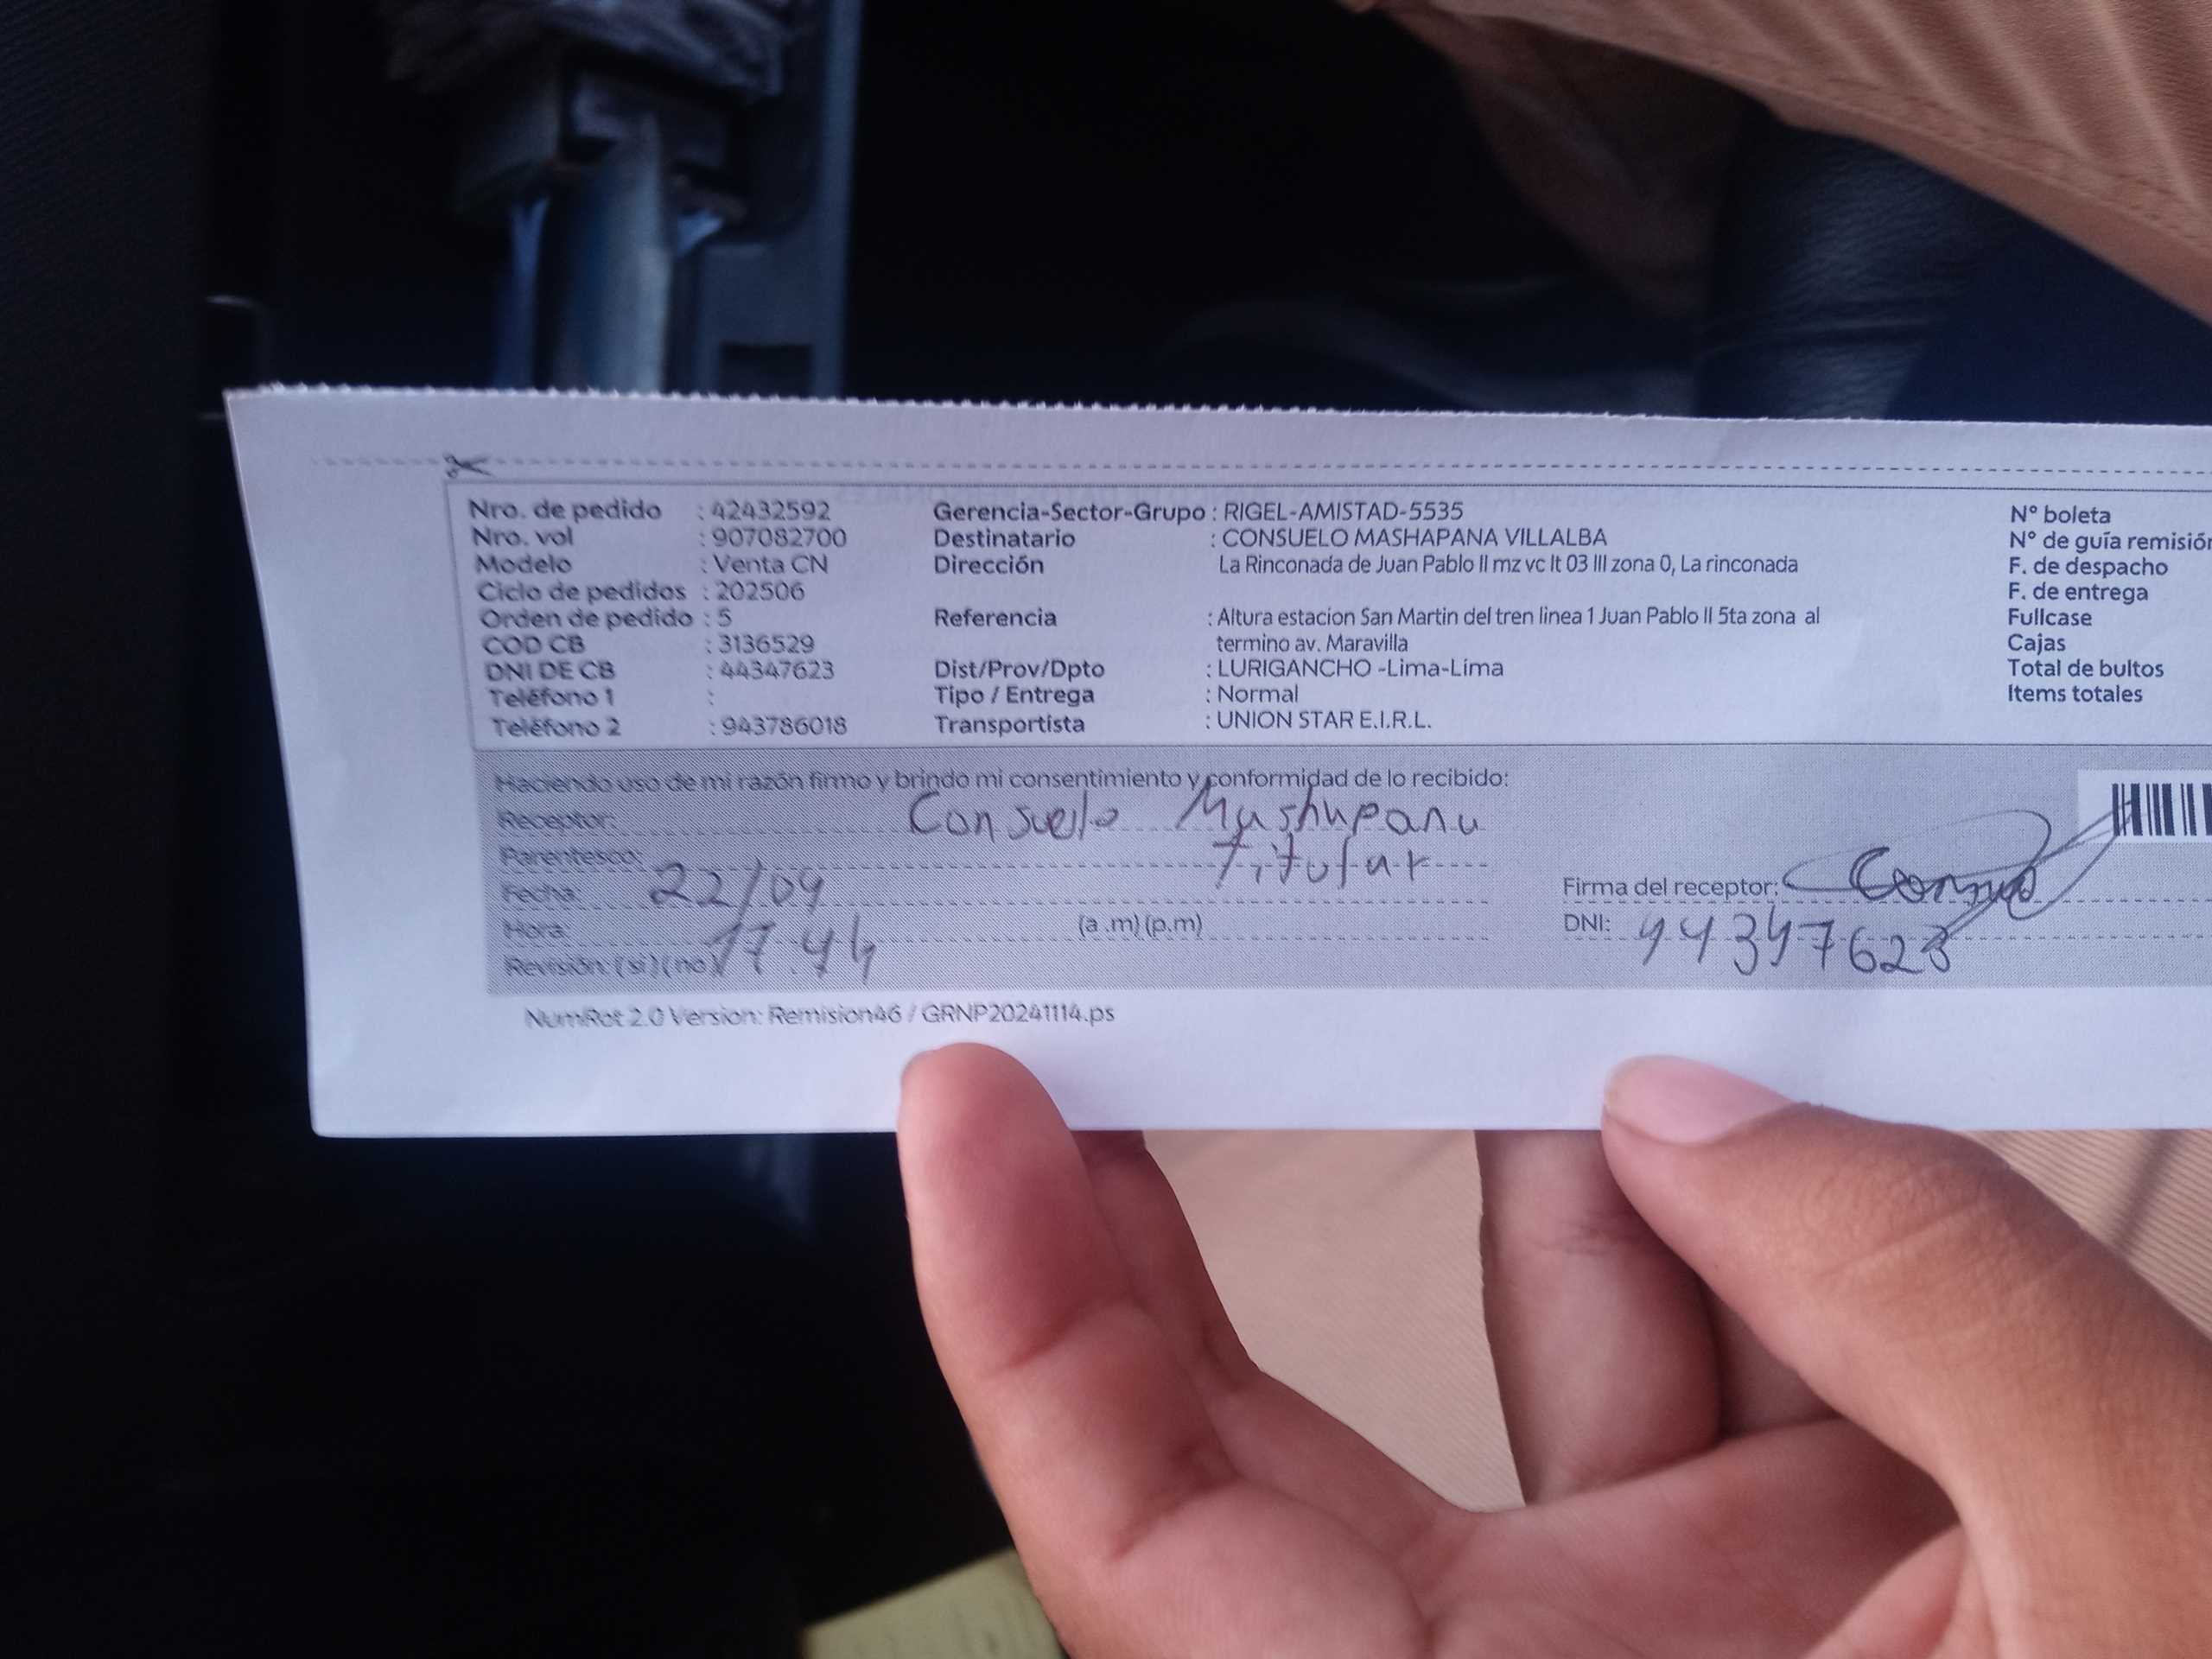 Nro. de pedido : 42432592 Gerencia-Sector-Grupo : RIGEL-AMISTAD-5535 N° boleta
Nro. vol : 907082700 Destinatario : CONSUELO MASHAPANA VILLALBA N° de guía remisión
Modelo : Venta CN Dirección La Rinconada de Juan Pablo II mz vc lt 03 III zona 0, La rinconada F. de despacho
Ciclo de pedidos : 202506 F. de entrega
Orden de pedido : 5 Referencia : Altura estacion San Martin del tren linea 1 Juan Pablo II 5ta zona al Fullcase
COD CB : 3136529 termino av. Maravilla Cajas
DNI DE CB : 44347623 Dist/Prov/Dpto : LURIGANCHO -Lima-Lima Total de bultos
Teléfono 1 : Tipo / Entrega : Normal Items totales
Teléfono 2 : 943786018 Transportista : UNION STAR E.I.R.L.
Haciendo uso de mi razón firmo y brindo mi consentimiento y conformidad de lo recibido:
Receptor: Consuelo Mashupanu
Parentesco: Titular
Fecha: 22/04 Firma del receptor: Consuo
Hora: 17.44 (a .m) (p.m) DNI: 44347623
Revisión: (si) (no)
NumRot 2.0 Version: Remision46 / GRNP20241114.ps